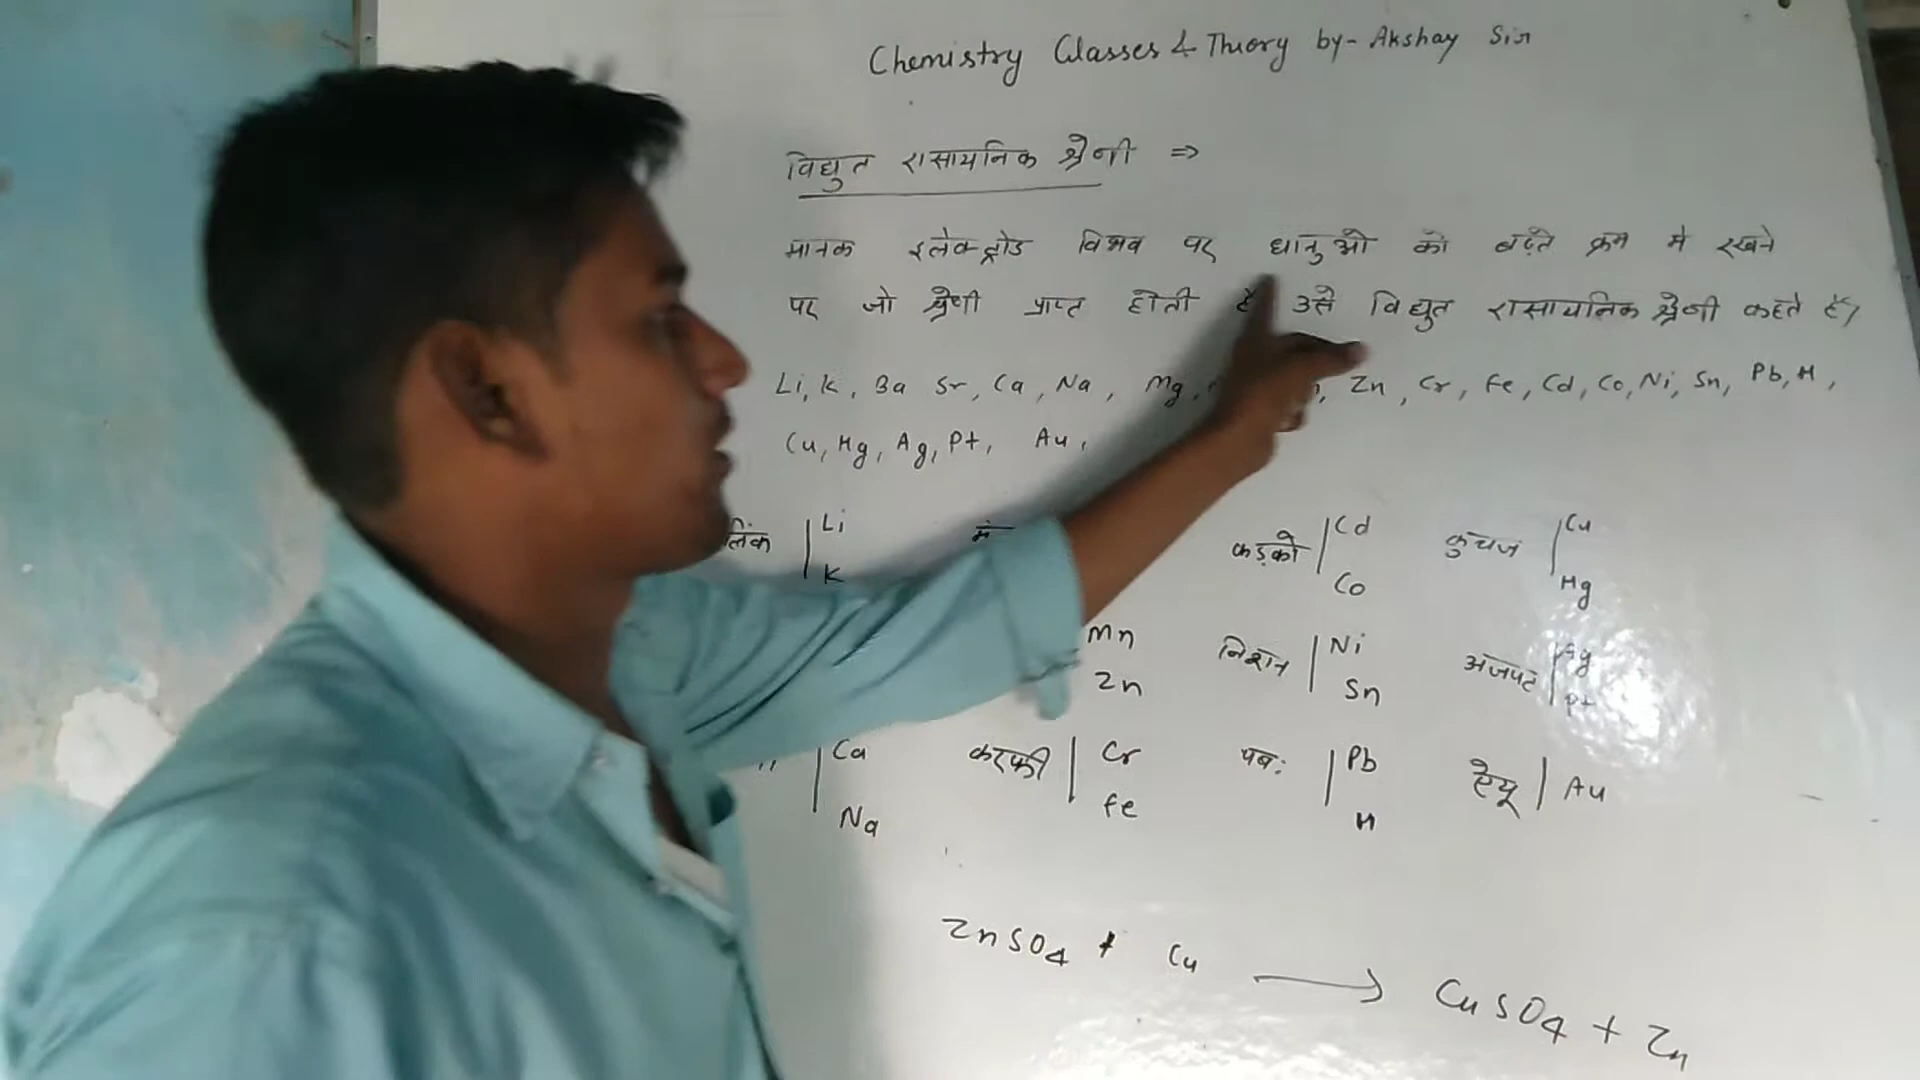 Chemistry Classes & Theory by- Akshay Sir
विद्युत रासायनिक श्रेणी ⇒
मानक इलेक्ट्रोड विभव पर धातुओ को बढ़ते क्रम मे रखने
पर जो श्रेणी प्राप्त होती है उसे विद्युत रासायनिक श्रेणी कहते है/
Li, K, Ba Sr, Ca, Na, Mg, Zn, Cr, Fe, Cd, Co, Ni, Sn, Pb, H,
Cu, Hg, Ag, Pt, Au,
लिंक | Li K
कड़को | Cd Co
कुचज | Cu Hg
Mn Zn
निशन | Ni Sn
अजपट | Ag Pt
| Ca Na
करफी | Cr Fe
पब: | Pb H
ऐयू | Au
ZnSO4 + Cu ⟶ CuSO4 + Zn